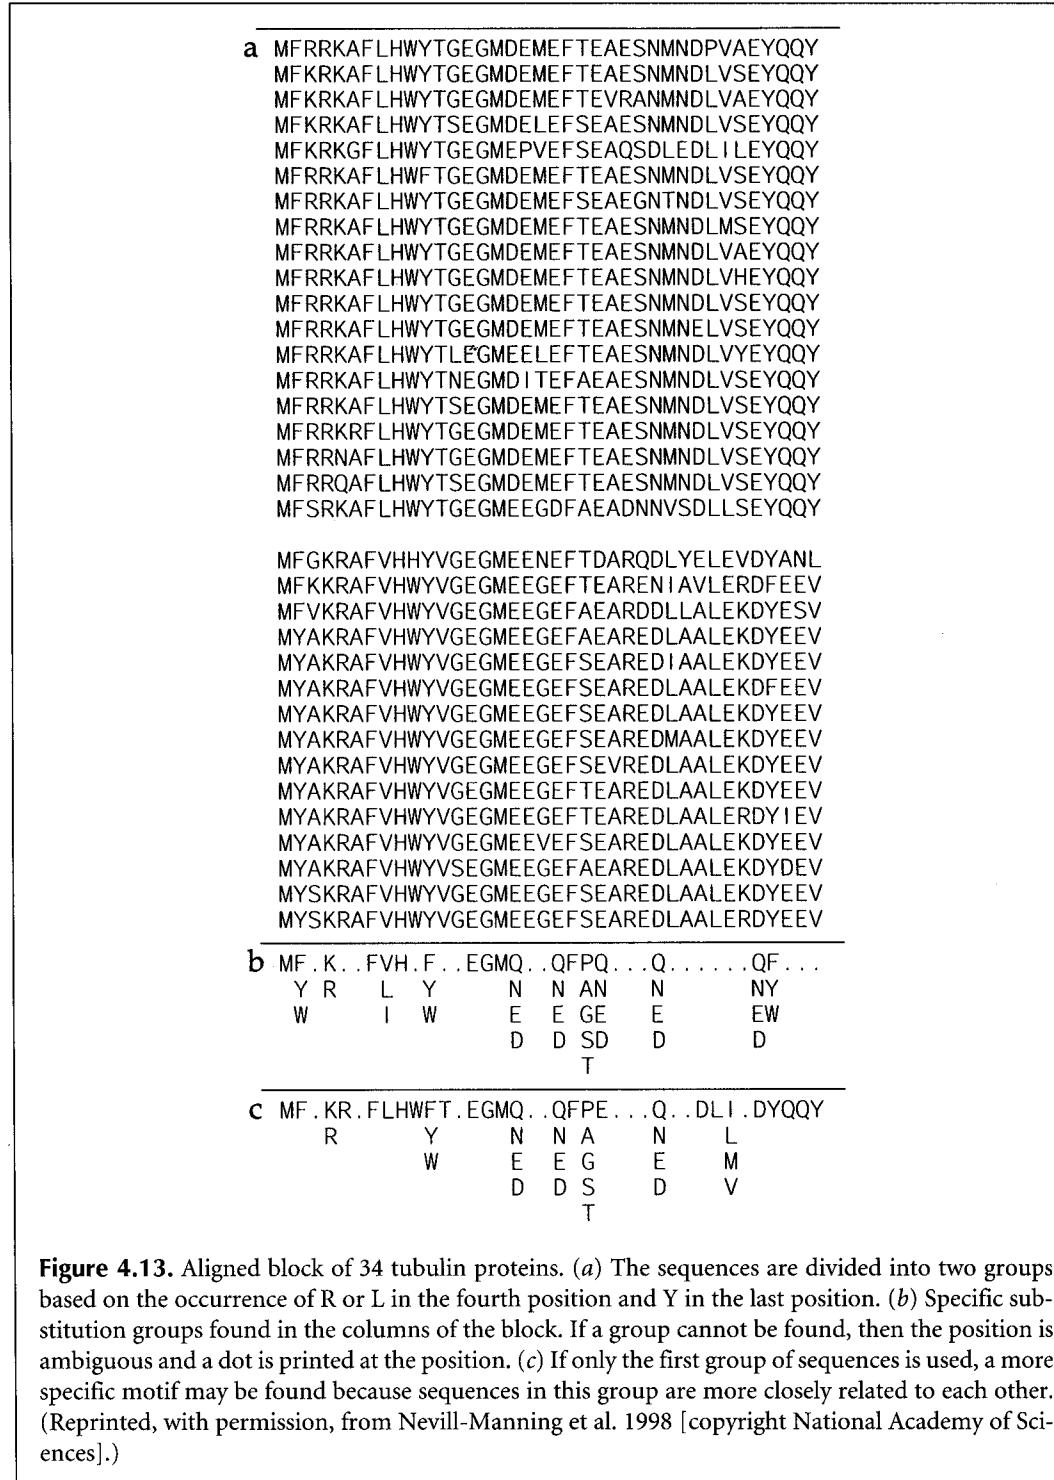 a MFRRKAFLHWYTGEGMDEMEFTEAESNMNDPVAEYQQY
MFKRKAFLHWYTGEGMDEMEFTEAESNMNDLVSEYQQY
MFKRKAFLHWYTGEGMDEMEFTEVRANMNDLVAEYQQY
MFKRKAFLHWYTSEGMDELEFSEAESNMNDLVSEYQQY
MFKRKGFLHWYTGEGMEPVEFSEAQSDLEDLILEYQQY
MFRRKAFLHWFTGEGMDEMEFTEAESNMNDLVSEYQQY
MFRRKAFLHWYTGEGMDEMEFSEAEGNTNDLVSEYQQY
MFRRKAFLHWYTGEGMDEMEFTEAESNMNDLMSEYQQY
MFRRKAFLHWYTGEGMDEMEFTEAESNMNDLVAEYQQY
MFRRKAFLHWYTGEGMDEMEFTEAESNMNDLVHEYQQY
MFRRKAFLHWYTGEGMDEMEFTEAESNMNDLVSEYQQY
MFRRKAFLHWYTGEGMDEMEFTEAESNMNELVSEYQQY
MFRRKAFLHWYTLEGMEELEFTEAESNMNDLVYEYQQY
MFRRKAFLHWYTNEGMDITEFAEAESNMNDLVSEYQQY
MFRRKAFLHWYTSEGMDEMEFTEAESNMNDLVSEYQQY
MFRRKRFLHWYTGEGMDEMEFTEAESNMNDLVSEYQQY
MFRRNAFLHWYTGEGMDEMEFTEAESNMNDLVSEYQQY
MFRRQAFLHWYTSEGMDEMEFTEAESNMNDLVSEYQQY
MFSRKAFLHWYTGEGMEEGDFAEADNNVSDLLSEYQQY
MFGKRAFVHHYVGEGMEENEFTDARQDLYELEVDYANL
MFKKRAFVHWYVGEGMEEGEFTEARENIAVLERDFEEV
MFVKRAFVHWYVGEGMEEGEFAEARDDLLALEKDYESV
MYAKRAFVHWYVGEGMEEGEFAEAREDLAALEKDYEEV
MYAKRAFVHWYVGEGMEEGEFSEAREDIAALEKDYEEV
MYAKRAFVHWYVGEGMEEGEFSEAREDLAALEKDFEEV
MYAKRAFVHWYVGEGMEEGEFSEAREDLAALEKDYEEV
MYAKRAFVHWYVGEGMEEGEFSEAREDMAALEKDYEEV
MYAKRAFVHWYVGEGMEEGEFSEVREDLAALEKDYEEV
MYAKRAFVHWYVGEGMEEGEFTEAREDLAALEKDYEEV
MYAKRAFVHWYVGEGMEEGEFTEAREDLAALERDYIEV
MYAKRAFVHWYVGEGMEEVEFSEAREDLAALEKDYEEV
MYAKRAFVHWYVSEGMEEGEFAEAREDLAALEKDYDEV
MYSKRAFVHWYVGEGMEEGEFSEAREDLAALEKDYEEV
MYSKRAFVHWYVGEGMEEGEFSEAREDLAALERDYEEV
b MF.K..FVH.F..EGMQ..QFPQ...Q......QF...
Y R L Y N N AN N NY
W I W E E GE E EW
D D SD D D
T
c MF.KR.FLHWFT.EGMQ..QFPE...Q..DLI.DYQQY
R Y N N A N L
W E E G E M
D D S D V
T
Figure 4.13. Aligned block of 34 tubulin proteins. (a) The sequences are divided into two groups
based on the occurrence of R or L in the fourth position and Y in the last position. (b) Specific sub-
stitution groups found in the columns of the block. If a group cannot be found, then the position is
ambiguous and a dot is printed at the position. (c) If only the first group of sequences is used, a more
specific motif may be found because sequences in this group are more closely related to each other.
(Reprinted, with permission, from Nevill-Manning et al. 1998 [copyright National Academy of Sci-
ences].)